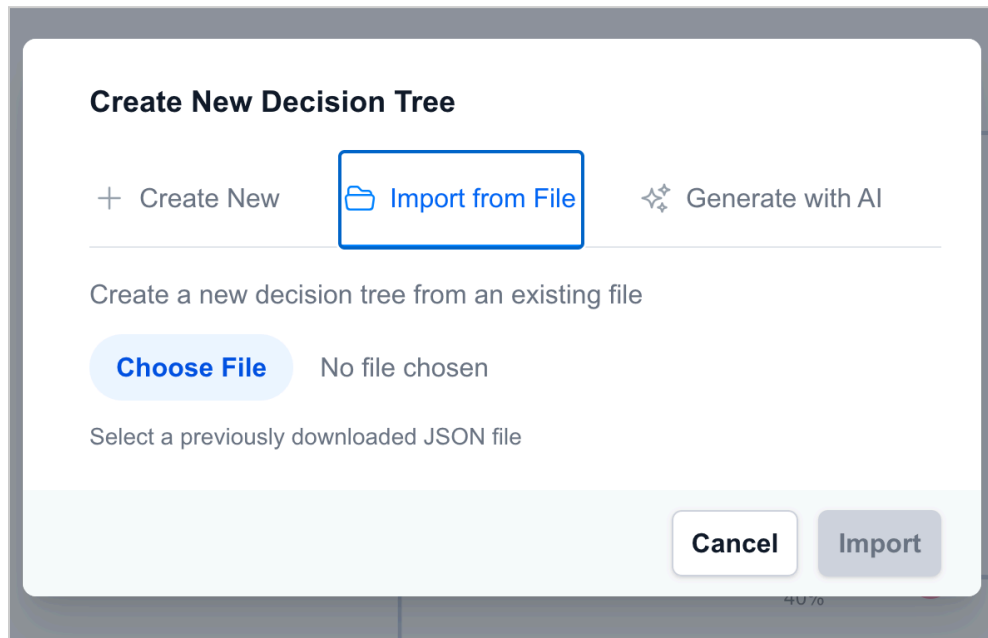 Create New Decision Tree
Create New
Import from File
Generate with AI
Create a new decision tree from an existing file
Choose File No file chosen
Select a previously downloaded JSON file
Cancel
Import
40%